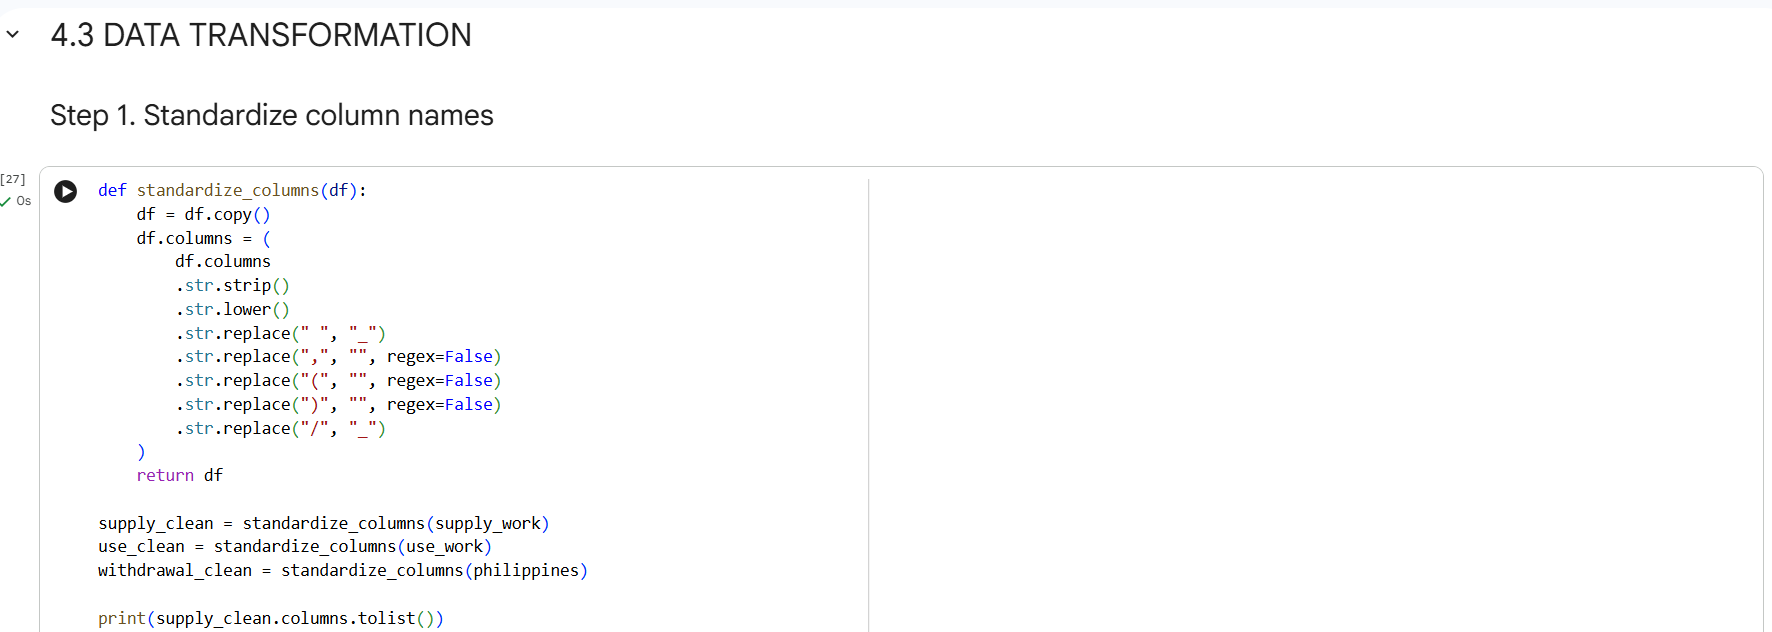 4.3 DATA TRANSFORMATION
Step 1. Standardize column names
[27]
0s
def standardize_columns(df):
    df = df.copy()
    df.columns = (
        df.columns
        .str.strip()
        .str.lower()
        .str.replace(" ", "_")
        .str.replace(",", "", regex=False)
        .str.replace("(", "", regex=False)
        .str.replace(")", "", regex=False)
        .str.replace("/", "_")
    )
    return df
supply_clean = standardize_columns(supply_work)
use_clean = standardize_columns(use_work)
withdrawal_clean = standardize_columns(philippines)
print(supply_clean.columns.tolist())